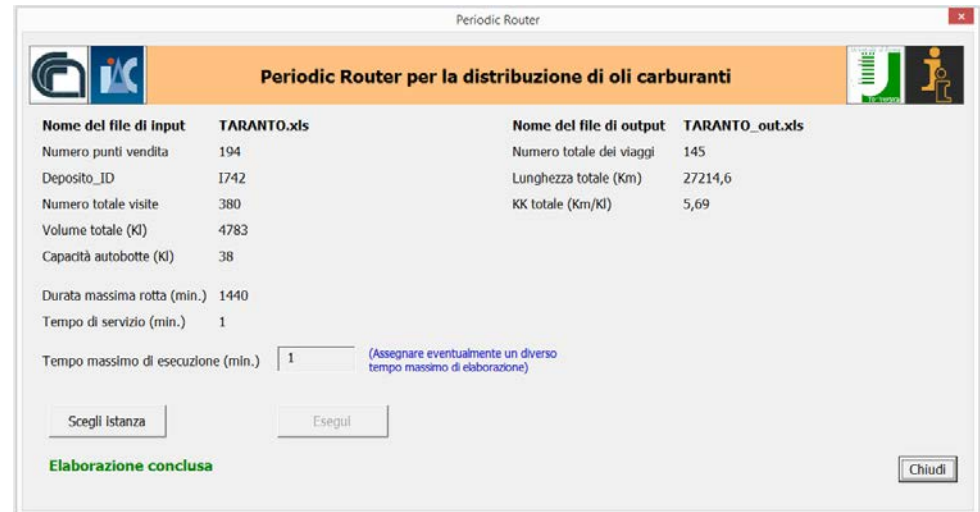 Periodic Router
Periodic Router per la distribuzione di oli carburanti
Nome del file di input TARANTO.xls
Numero punti vendita 194
Deposito_ID I742
Numero totale visite 380
Volume totale (Kl) 4783
Capacità autobotte (Kl) 38
Durata massima rotta (min.) 1440
Tempo di servizio (min.) 1
Tempo massimo di esecuzione (min.) 1
(Assegnare eventualmente un diverso
tempo massimo di elaborazione)
Nome del file di output TARANTO_out.xls
Numero totale dei viaggi 145
Lunghezza totale (Km) 27214,6
KK totale (Km/Kl) 5,69
Scegli istanza
Esegui
Elaborazione conclusa
Chiudi